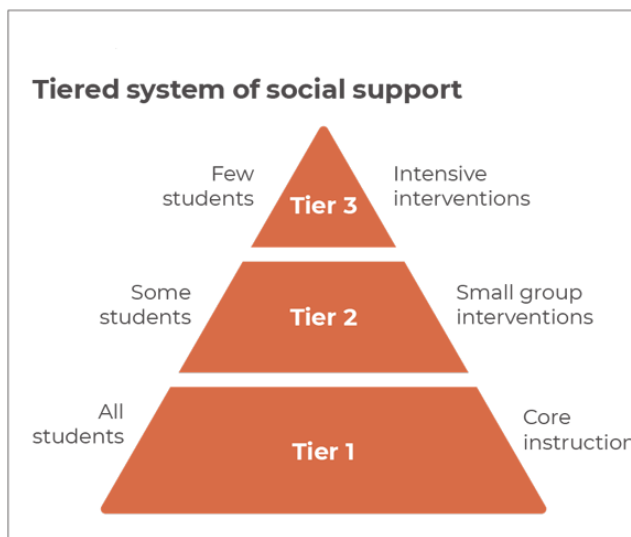 Tiered system of social support
Few
students
Tier 3
Intensive
interventions
Some
students
Tier 2
Small group
interventions
All
students
Tier 1
Core
instruction